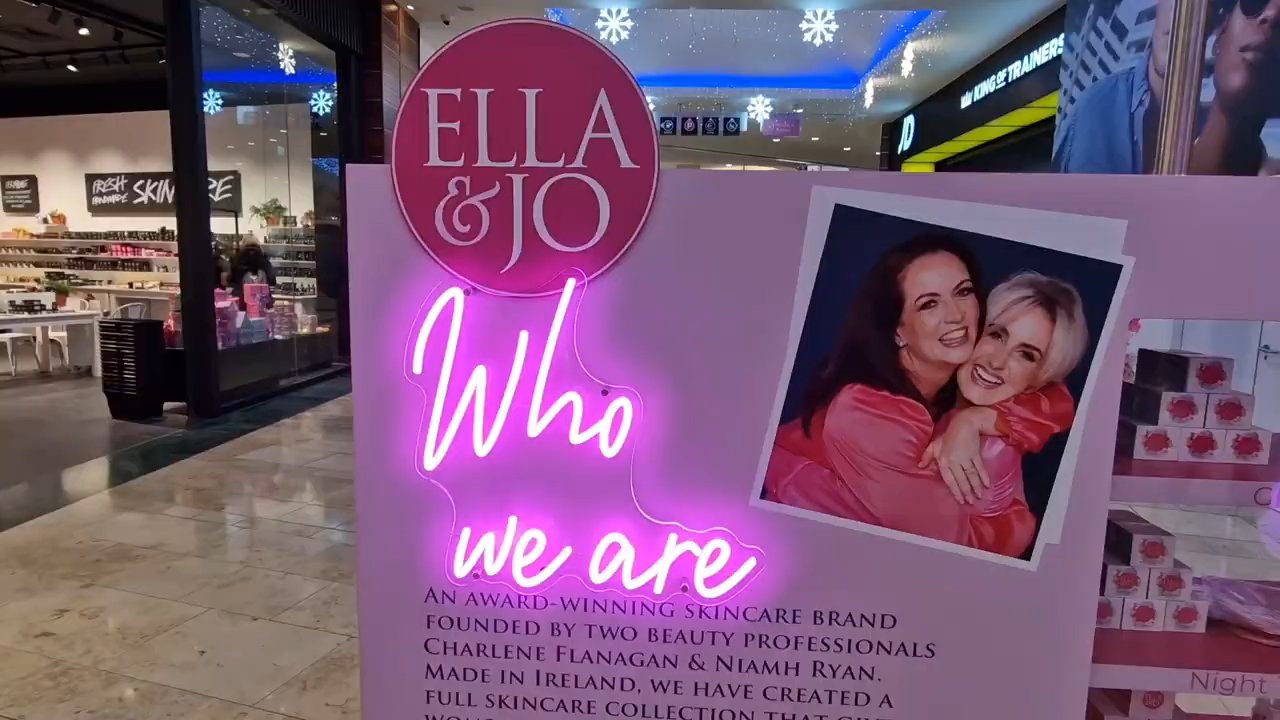 ELLA
& JO
Who
we are
AN AWARD-WINNING SKINCARE BRAND
FOUNDED BY TWO BEAUTY PROFESSIONALS
CHARLENE FLANAGAN & NIAMH RYAN.
MADE IN IRELAND, WE HAVE CREATED A
FULL SKINCARE COLLECTION THAT
FRESH
HANDMADE
SKINCARE
JD
KING OF TRAINERS
Night